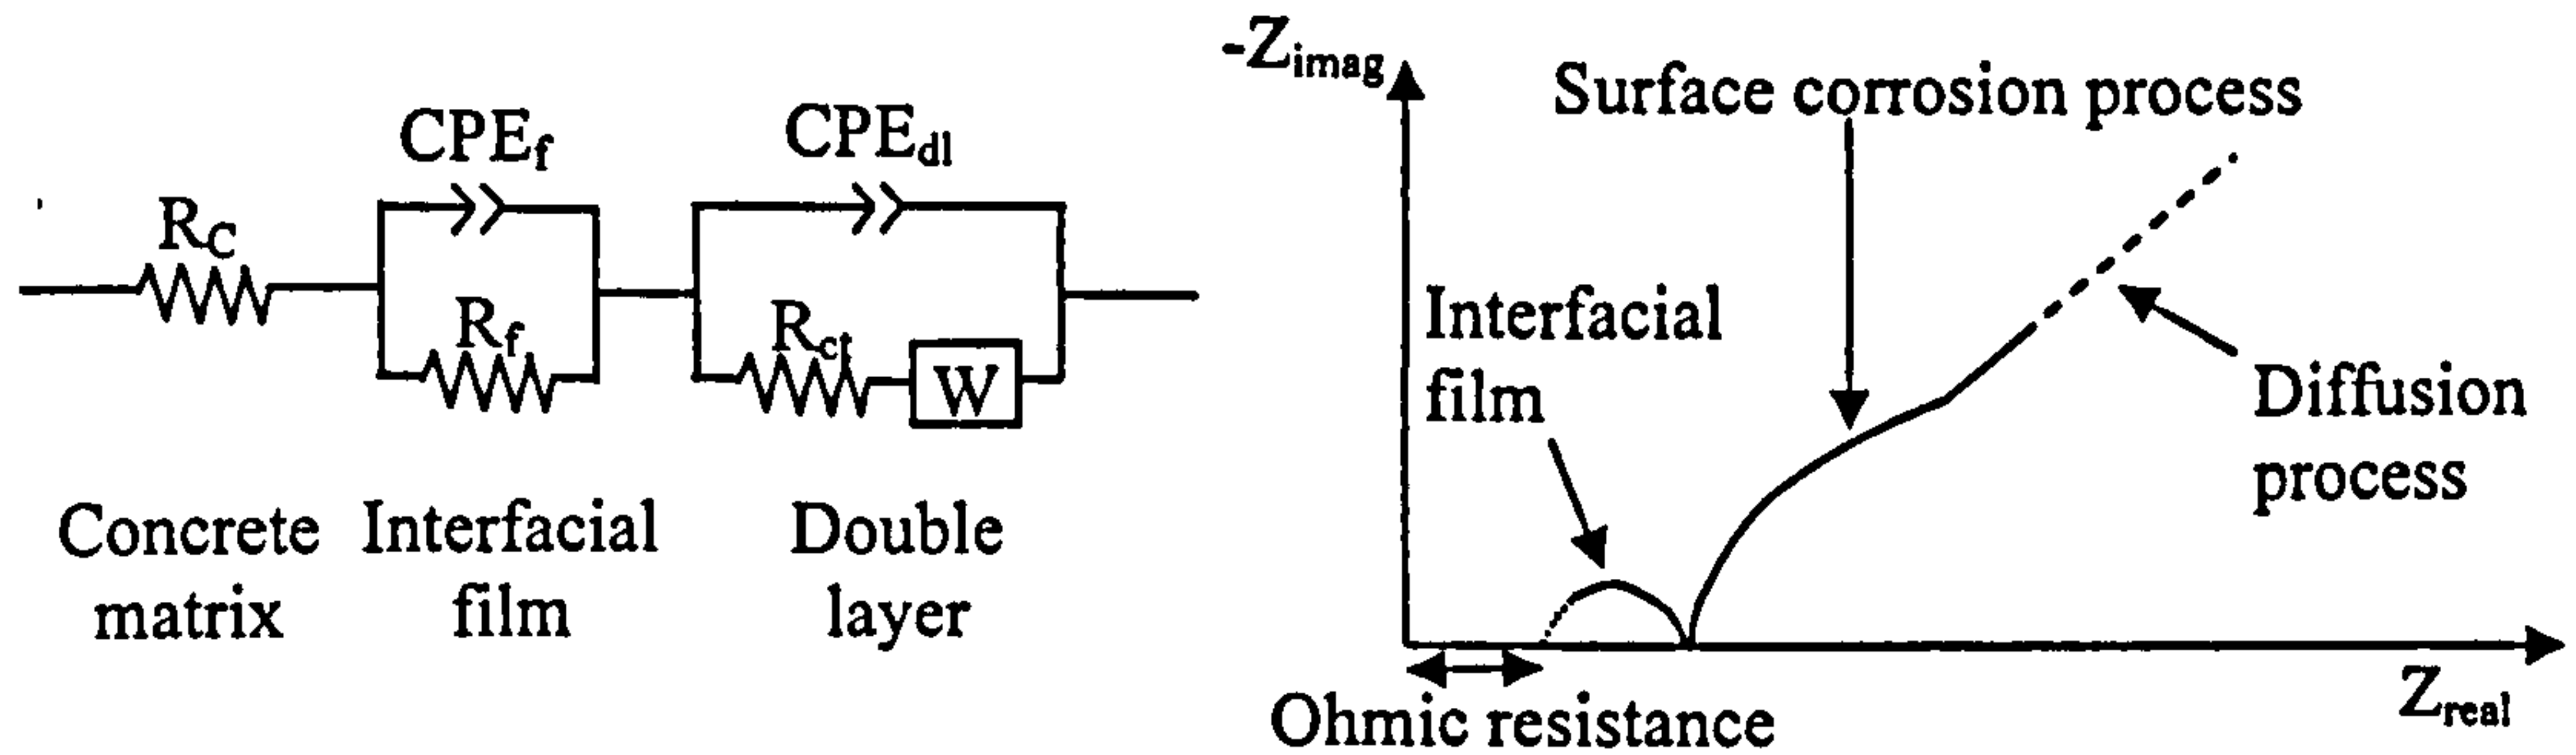 CPEf
CPEdl
RC
Rf
Rct
W
Concrete
matrix
Interfacial
film
Double
layer
-Zimag
Surface corrosion process
Interfacial
film
Diffusion
process
Ohmic resistance
Zreal